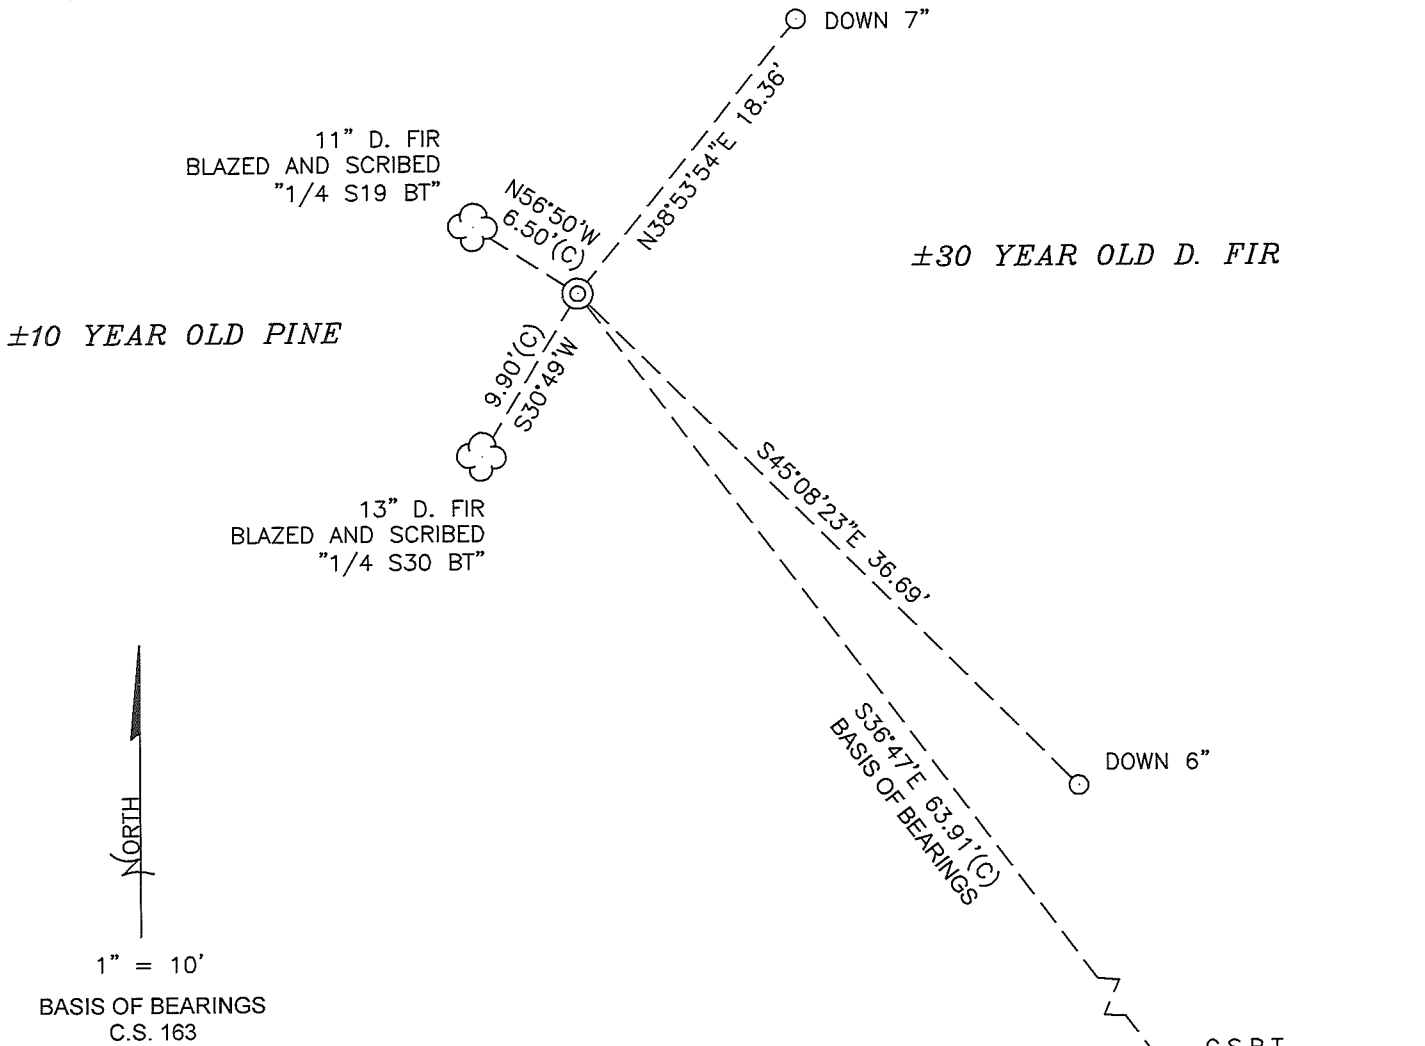 DOWN 7"
N38°53'54"E 18.36'
11" D. FIR
BLAZED AND SCRIBED
"1/4 S19 BT"
N56°50'W
6.50'(C)
±30 YEAR OLD D. FIR
±10 YEAR OLD PINE
9.90'(C)
S30°49'W
13" D. FIR
BLAZED AND SCRIBED
"1/4 S30 BT"
S45°08'23"E 36.69'
DOWN 6"
S36°47'E 63.91'(C)
BASIS OF BEARINGS
NORTH
1" = 10'
BASIS OF BEARINGS
C.S. 163